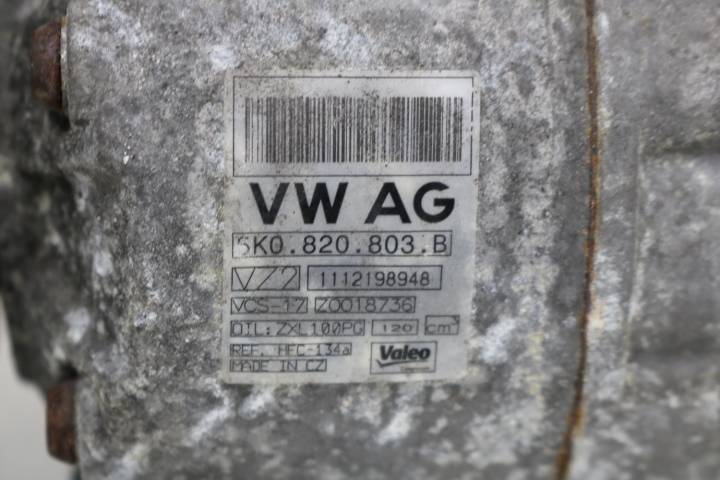 VW AG
5K0.820.803.B
VZ2 1112198948
VCS-17 Z0018736
OIL: ZXL100PG 120 cm³
REF. HFC-134a
MADE IN CZ
Valeo